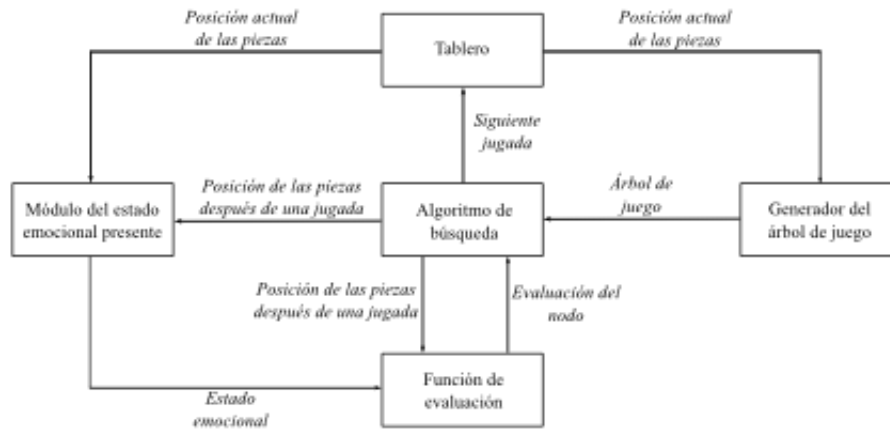 Posición actual
de las piezas
Tablero
Posición actual
de las piezas
Siguiente
jugada
Módulo del estado
emocional presente
Posición de las piezas
después de una jugada
Algoritmo de
búsqueda
Árbol de
juego
Generador del
árbol de juego
Posición de las piezas
después de una jugada
Evaluación del
nodo
Estado
emocional
Función de
evaluación